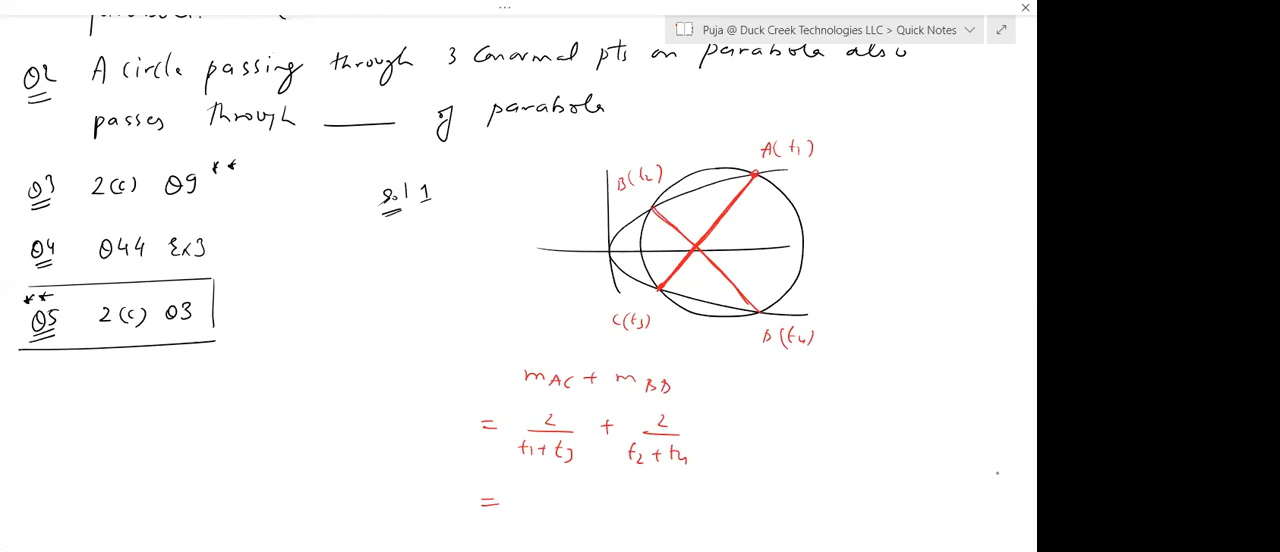 Puja @ Duck Creek Technologies LLC > Quick Notes
Q2 A circle passing through 3 conormal pts on parabola also
passes through ____ of parabola
Q3 2(c) Q9 **
Q4 Q44 Ex3
** Q5 2(c) Q3
Sol 1
A(t₁)
B(t₂)
C(t₃)
D(t₄)
m_AC + m_BD
= 2/(t₁+t₃) + 2/(t₂+t₄)
=